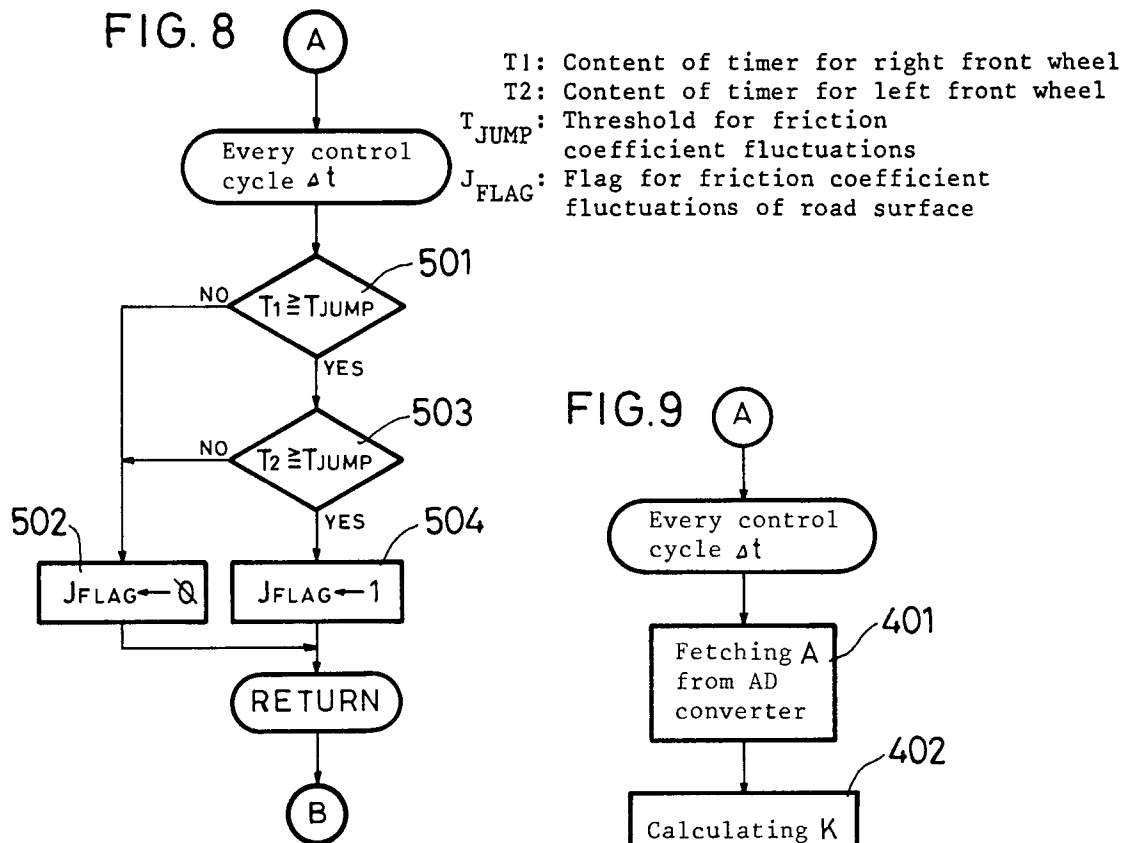 FIG. 8
A
T1: Content of timer for right front wheel
T2: Content of timer for left front wheel
TJUMP: Threshold for friction
coefficient fluctuations
JFLAG: Flag for friction coefficient
fluctuations of road surface
Every control
cycle Δt
501
NO
T1≧TJUMP
YES
503
NO
T2≧TJUMP
YES
502
504
JFLAG←0
JFLAG←1
RETURN
B
FIG.9
A
Every control
cycle Δt
401
Fetching A
from AD
converter
402
Calculating K